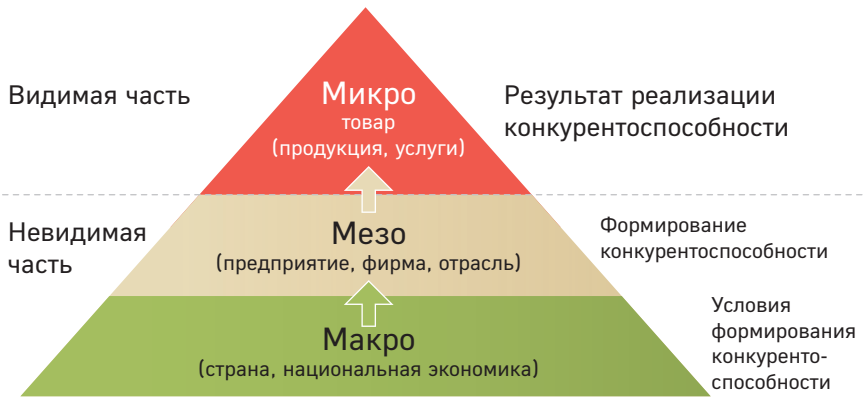 Видимая часть
Микро
товар
(продукция, услуги)
Результат реализации
конкурентоспособности
Невидимая
часть
Мезо
(предприятие, фирма, отрасль)
Формирование
конкурентоспособности
Макро
(страна, национальная экономика)
Условия
формирования
конкуренто-
способности